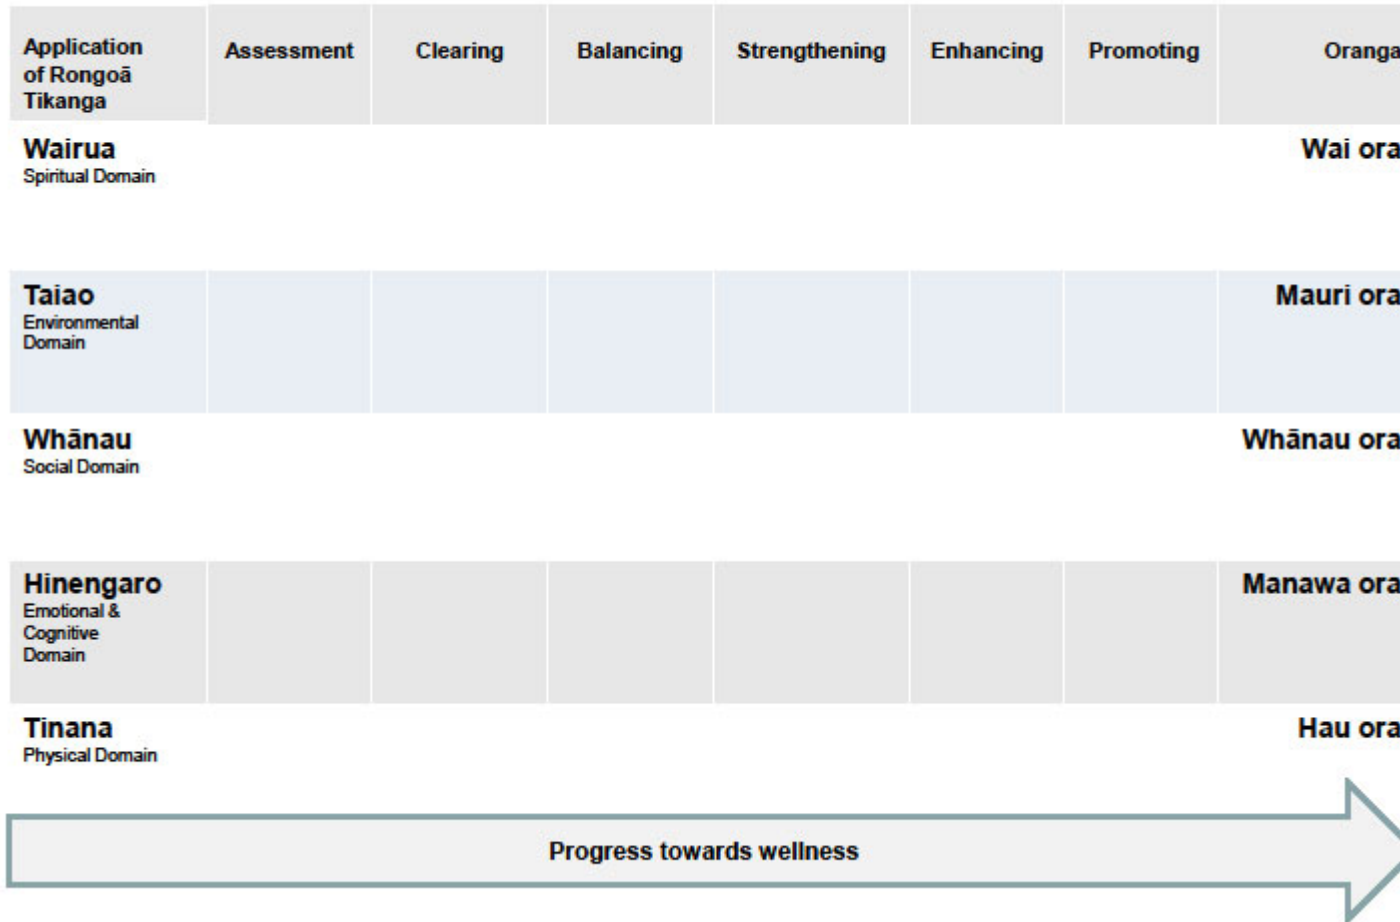 Application
of Rongoā
Tikanga
Assessment
Clearing
Balancing
Strengthening
Enhancing
Promoting
Oranga
Wairua
Spiritual Domain
Wai ora
Taiao
Environmental
Domain
Mauri ora
Whānau
Social Domain
Whānau ora
Hinengaro
Emotional &
Cognitive
Domain
Manawa ora
Tinana
Physical Domain
Hau ora
Progress towards wellness